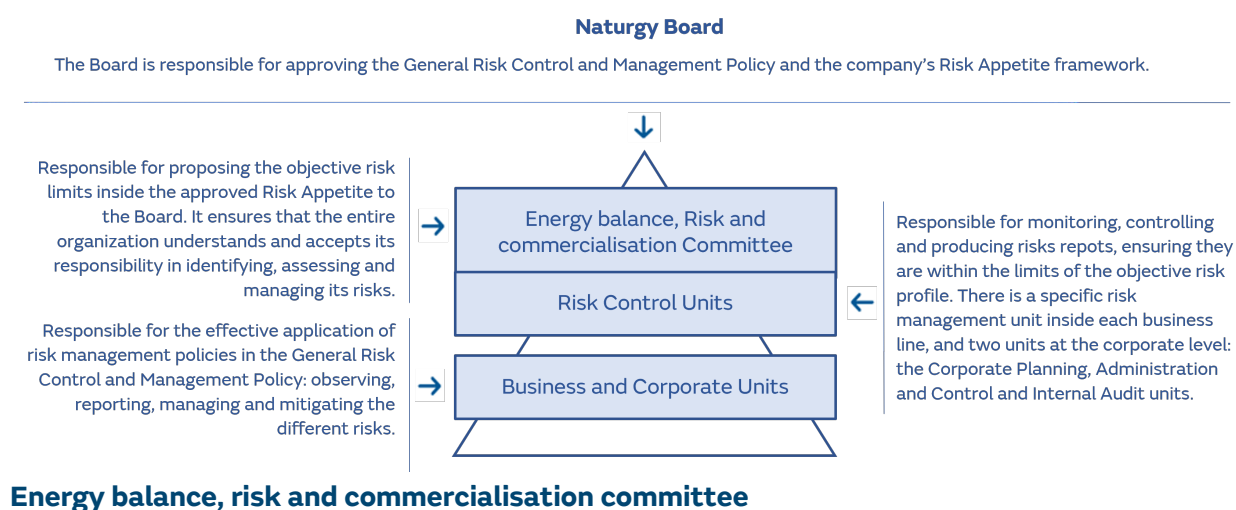 Naturgy Board
The Board is responsible for approving the General Risk Control and Management Policy and the company's Risk Appetite framework.
Responsible for proposing the objective risk
limits inside the approved Risk Appetite to
the Board. It ensures that the entire
organization understands and accepts its
responsibility in identifying, assessing and
managing its risks.
Energy balance, Risk and
commercialisation Committee
Risk Control Units
Responsible for monitoring, controlling
and producing risks repots, ensuring they
are within the limits of the objective risk
profile. There is a specific risk
management unit inside each business
line, and two units at the corporate level:
the Corporate Planning, Administration
and Control and Internal Audit units.
Responsible for the effective application of
risk management policies in the General Risk
Control and Management Policy: observing,
reporting, managing and mitigating the
different risks.
Business and Corporate Units
Energy balance, risk and commercialisation committee